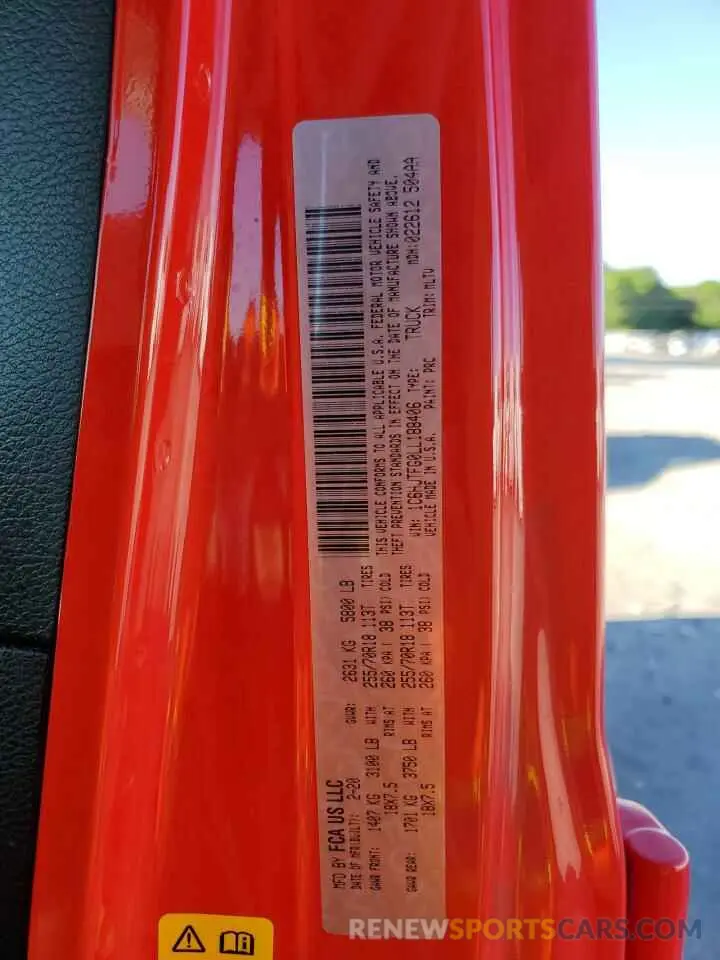 MFD BY FCA US LLC
DATE OF MFR(BUILT): 2-20 GVWR: 2631 KG 5800 LB
GAWR FRONT: 1407 KG 3100 LB WITH 255/70R18 113T TIRES
18X7.5 RIMS AT 260 KPA ( 38 PSI) COLD
GAWR REAR: 1701 KG 3750 LB WITH 255/70R18 113T TIRES
18X7.5 RIMS AT 260 KPA ( 38 PSI) COLD
THIS VEHICLE CONFORMS TO ALL APPLICABLE U.S.A. FEDERAL MOTOR VEHICLE SAFETY AND
THEFT PREVENTION STANDARDS IN EFFECT ON THE DATE OF MANUFACTURE SHOWN ABOVE.
VIN: 1C6HJTFG0LL188406 TYPE: TRUCK MDH:022612 504AA
VEHICLE MADE IN U.S.A. PAINT: PRC TRIM: MLTV
RENEWSPORTSCARS.COM